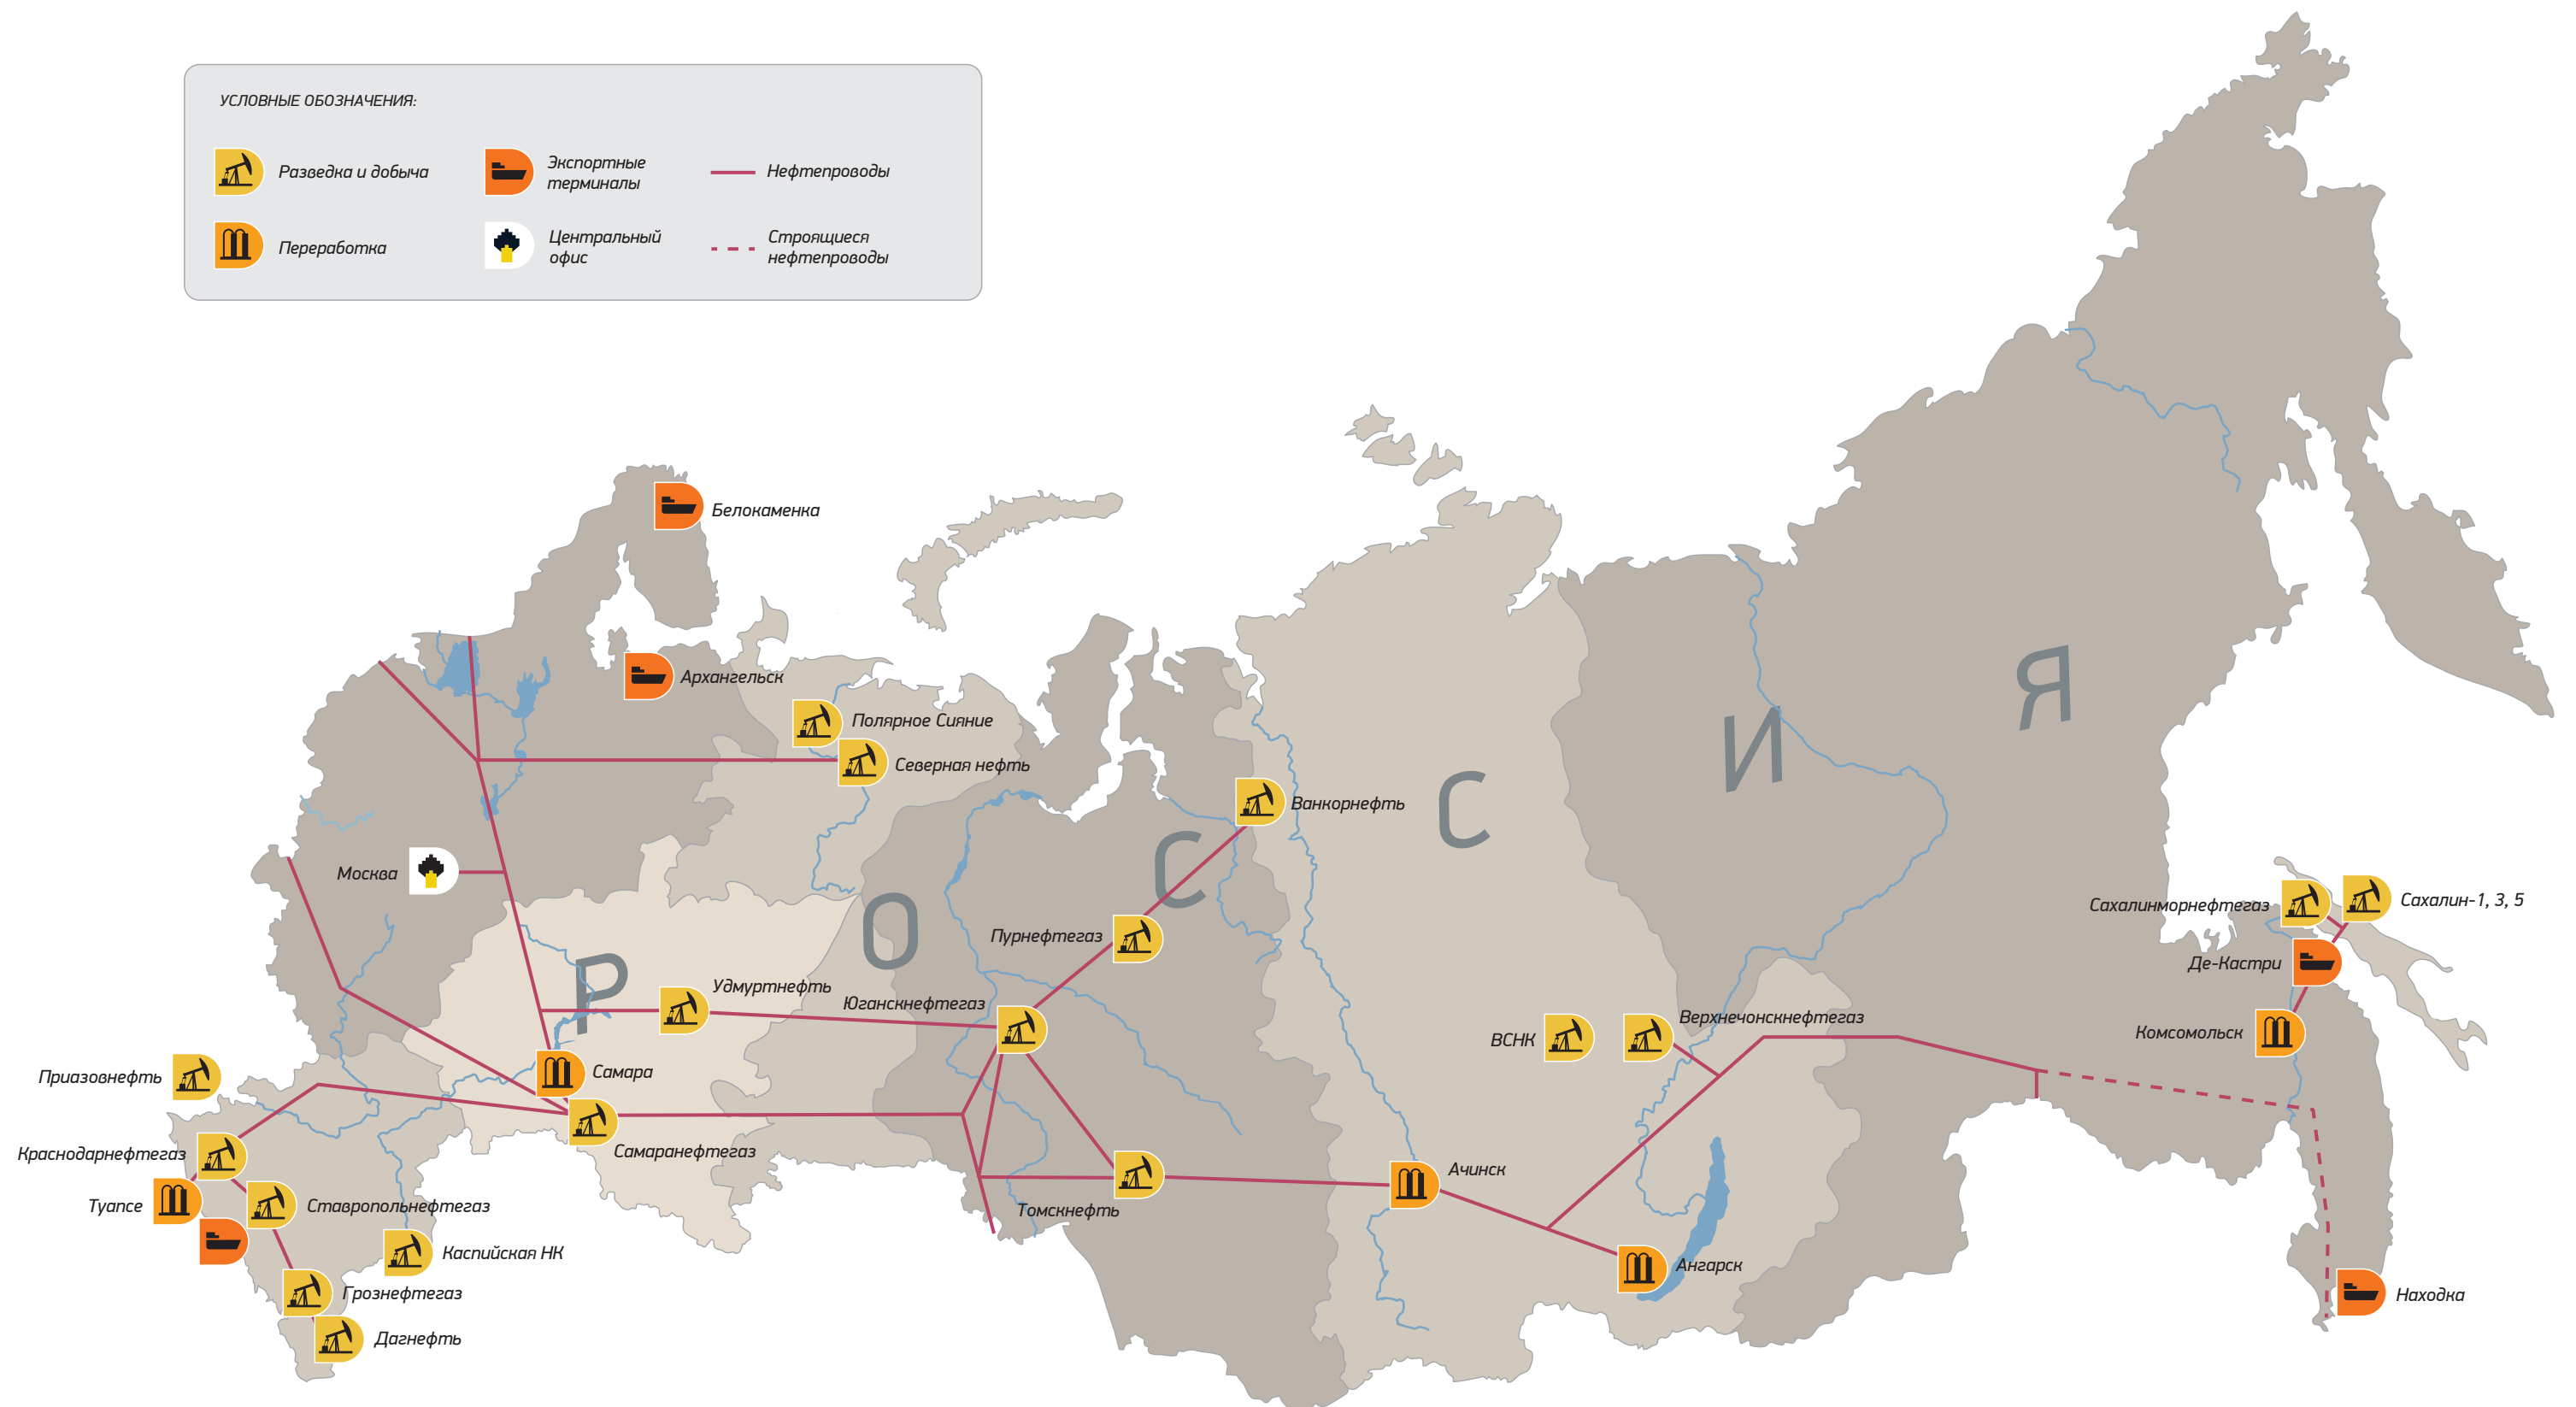 УСЛОВНЫЕ ОБОЗНАЧЕНИЯ:
Разведка и добыча
Экспортные
терминалы
Нефтепроводы
Переработка
Центральный
офис
Строящиеся
нефтепроводы
Белокаменка
Архангельск
Полярное Сияние
Северная нефть
Ванкорнефть
Москва
Пурнефтегаз
Удмуртнефть
Юганскнефтегаз
РОССИЯ
Сахалинморнефтегаз
Сахалин-1, 3, 5
Де-Кастри
Комсомольск
ВСНК
Верхнечонскнефтегаз
Приазовнефть
Самара
Самаранефтегаз
Краснодарнефтегаз
Туапсе
Ставропольнефтегаз
Томскнефть
Ачинск
Каспийская НК
Ангарск
Грознефтегаз
Находка
Дагнефть